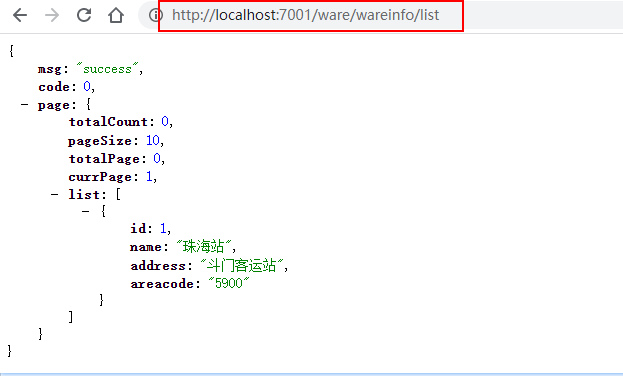 http://localhost:7001/ware/wareinfo/list
{
msg: "success",
code: 0,
- page: {
totalCount: 0,
pageSize: 10,
totalPage: 0,
currPage: 1,
- list: [
- {
id: 1,
name: "珠海站",
address: "斗门客运站",
areacode: "5900"
}
]
}
}